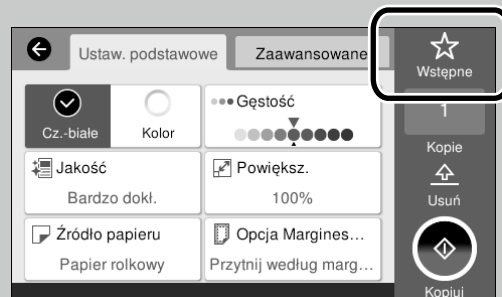 Ustaw. podstawowe
Zaawansowane
Wstępne
Cz.-białe
Kolor
Gęstość
1
Kopie
Jakość
Bardzo dokł.
Powiększ.
100%
Usuń
Źródło papieru
Papier rolkowy
Opcja Margines…
Przytnij według marg…
Kopiuj